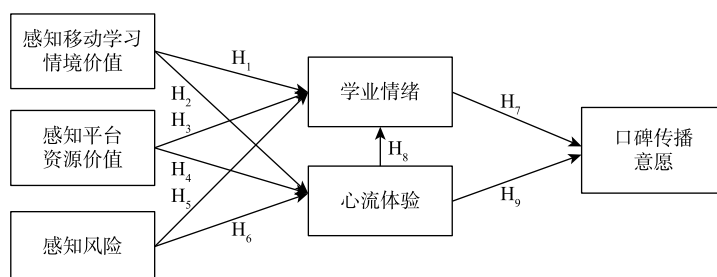 感知移动学习
情境价值
感知平台
资源价值
感知风险
H1
H2
H3
H4
H5
H6
学业情绪
H8
心流体验
H7
H9
口碑传播
意愿